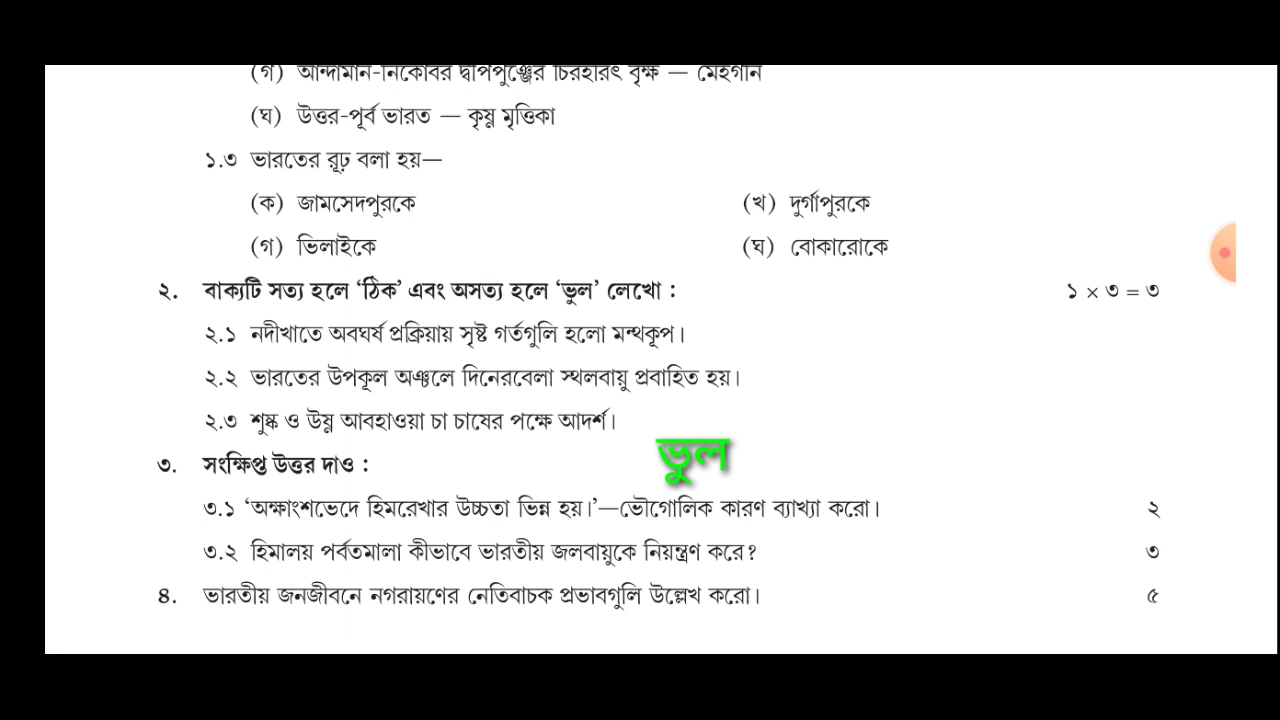 (গ) আন্দামান-নিকোবর দ্বীপপুঞ্জের চিরহরিৎ বৃক্ষ — মেহগনি
(ঘ) উত্তর-পূর্ব ভারত — কৃষ্ণ মৃত্তিকা
১.৩ ভারতের রূঢ় বলা হয়—
(ক) জামসেদপুরকে (খ) দুর্গাপুরকে
(গ) ভিলাইকে (ঘ) বোকারোকে
২. বাক্যটি সত্য হলে ‘ঠিক’ এবং অসত্য হলে ‘ভুল’ লেখো : ১ × ৩ = ৩
২.১ নদীখাতে অবঘর্ষ প্রক্রিয়ায় সৃষ্ট গর্তগুলি হলো মন্থকূপ।
২.২ ভারতের উপকূল অঞ্চলে দিনেরবেলা স্থলবায়ু প্রবাহিত হয়।
২.৩ শুষ্ক ও উষ্ণ আবহাওয়া চা চাষের পক্ষে আদর্শ।
ভুল
৩. সংক্ষিপ্ত উত্তর দাও :
৩.১ ‘অক্ষাংশভেদে হিমরেখার উচ্চতা ভিন্ন হয়।’—ভৌগোলিক কারণ ব্যাখ্যা করো। ২
৩.২ হিমালয় পর্বতমালা কীভাবে ভারতীয় জলবায়ুকে নিয়ন্ত্রণ করে? ৩
৪. ভারতীয় জনজীবনে নগরায়ণের নেতিবাচক প্রভাবগুলি উল্লেখ করো। ৫